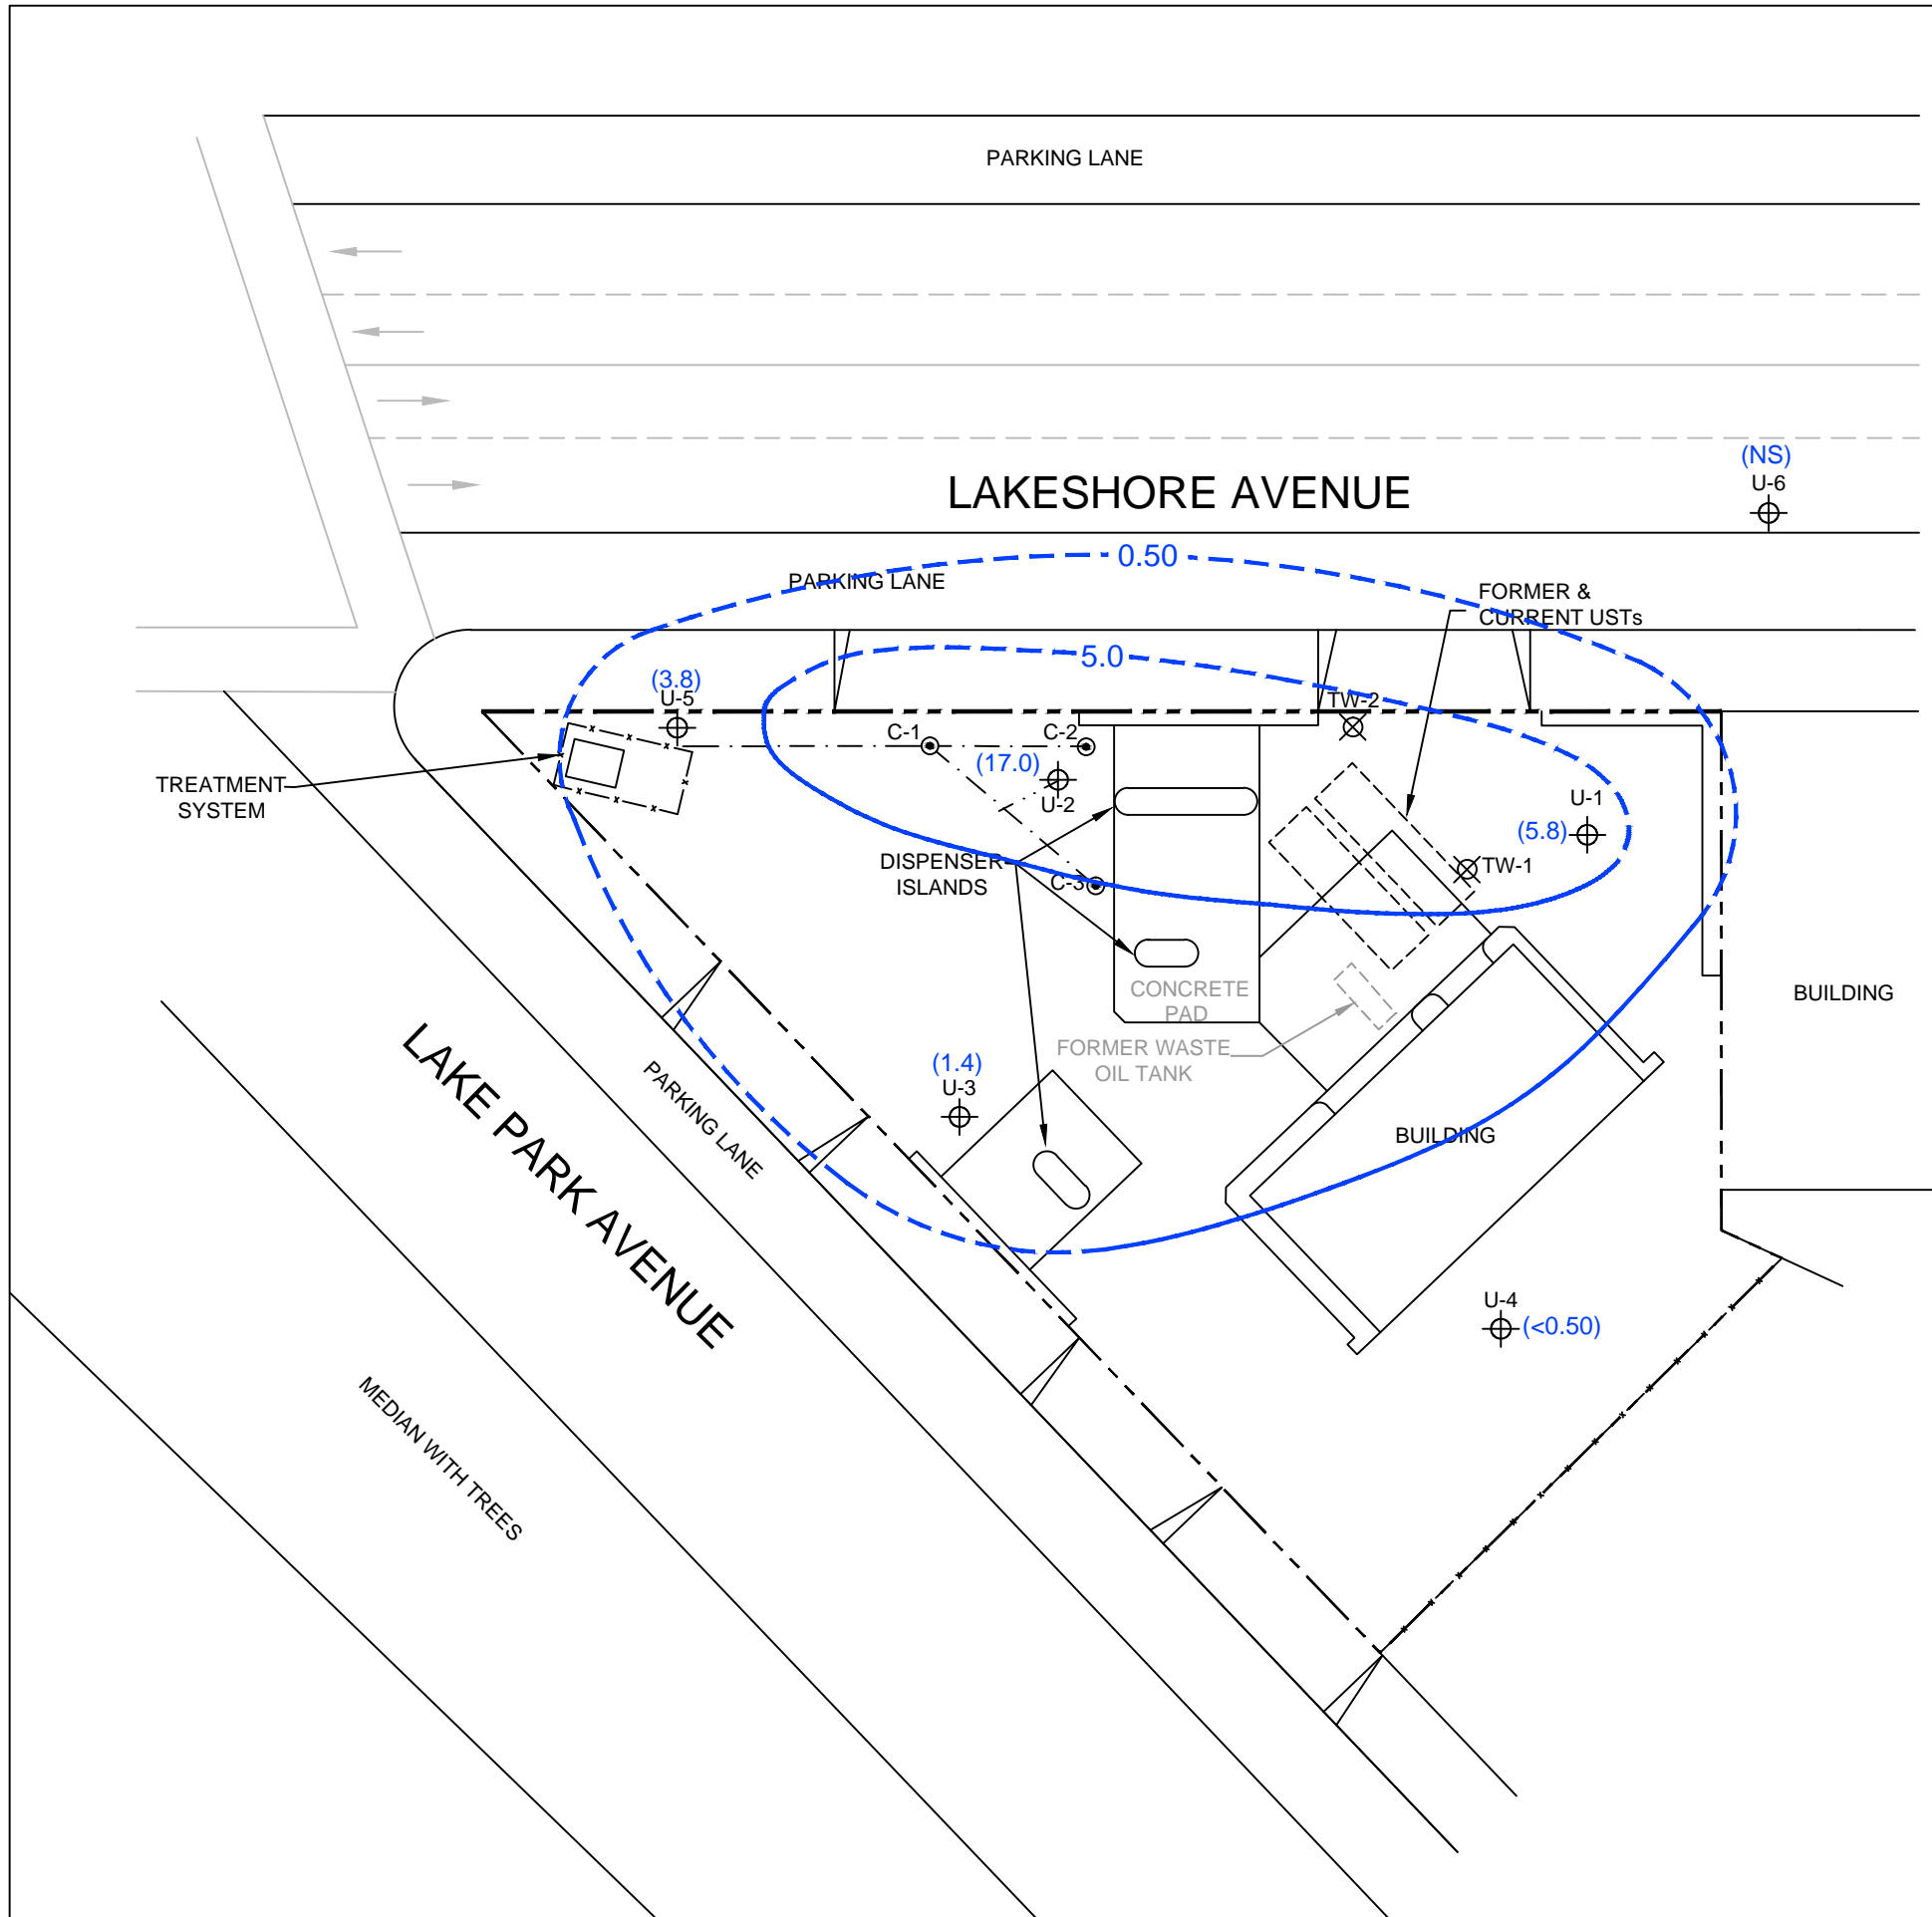 PARKING LANE
(NS)
U-6
LAKESHORE AVENUE
0.50
PARKING LANE
FORMER &
CURRENT USTs
5.0
(3.8)
U-5
TW-2
C-1
C-2
(17.0)
U-2
TREATMENT
SYSTEM
U-1
(5.8)
TW-1
DISPENSER
ISLANDS
C-3
CONCRETE
PAD
BUILDING
FORMER WASTE
OIL TANK
(1.4)
U-3
LAKE PARK AVENUE
PARKING LANE
BUILDING
U-4
(<0.50)
MEDIAN WITH TREES